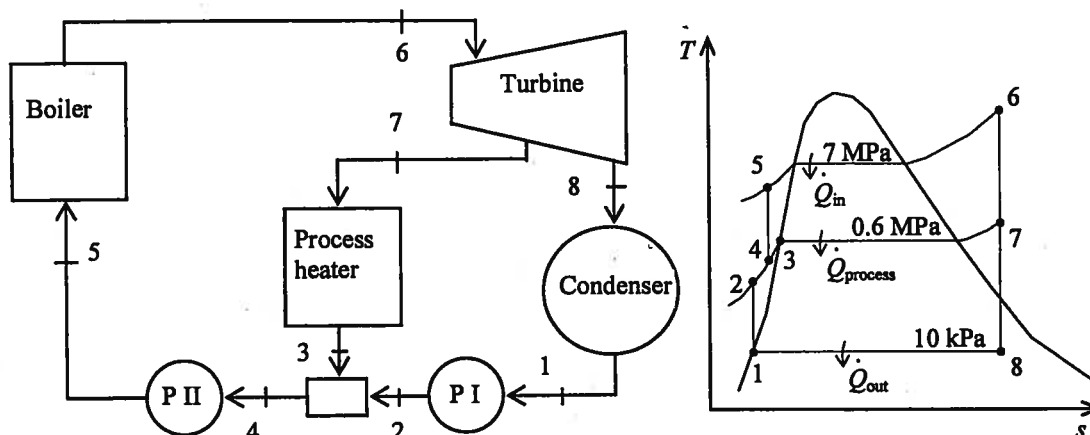 6
Turbine
Boiler
7
8
5
Process
heater
Condenser
3
1
P II
P I
4
2
T
6
7 MPa
5
Q̇in
0.6 MPa
7
4
3
2
Q̇process
10 kPa
1
Q̇out
8
s